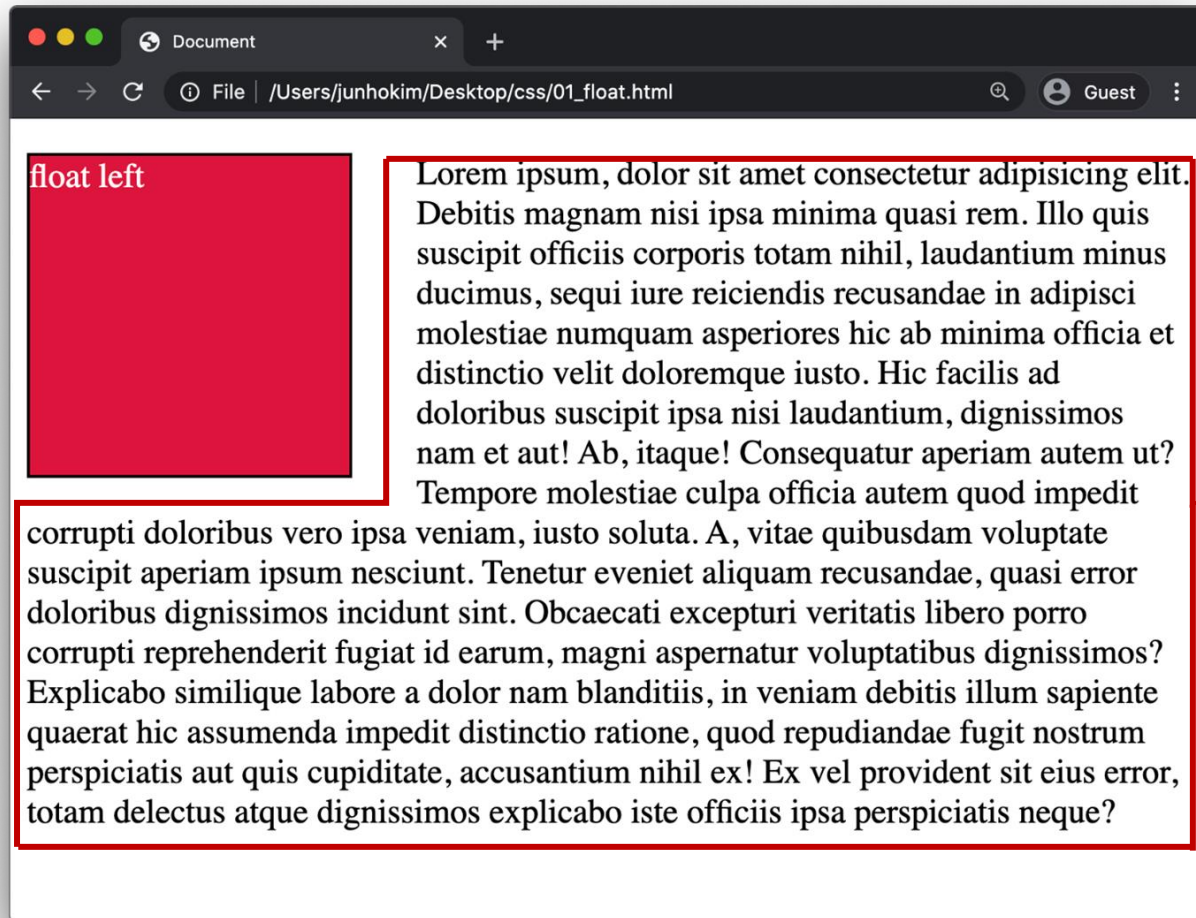 Document
File /Users/junhokim/Desktop/css/01_float.html
Guest
float left
Lorem ipsum, dolor sit amet consectetur adipisicing elit.
Debitis magnam nisi ipsa minima quasi rem. Illo quis
suscipit officiis corporis totam nihil, laudantium minus
ducimus, sequi iure reiciendis recusandae in adipisci
molestiae numquam asperiores hic ab minima officia et
distinctio velit doloremque iusto. Hic facilis ad
doloribus suscipit ipsa nisi laudantium, dignissimos
nam et aut! Ab, itaque! Consequatur aperiam autem ut?
Tempore molestiae culpa officia autem quod impedit
corrupti doloribus vero ipsa veniam, iusto soluta. A, vitae quibusdam voluptate
suscipit aperiam ipsum nesciunt. Tenetur eveniet aliquam recusandae, quasi error
doloribus dignissimos incidunt sint. Obcaecati excepturi veritatis libero porro
corrupti reprehenderit fugiat id earum, magni aspernatur voluptatibus dignissimos?
Explicabo similique labore a dolor nam blanditiis, in veniam debitis illum sapiente
quaerat hic assumenda impedit distinctio ratione, quod repudiandae fugit nostrum
perspiciatis aut quis cupiditate, accusantium nihil ex! Ex vel provident sit eius error,
totam delectus atque dignissimos explicabo iste officiis ipsa perspiciatis neque?